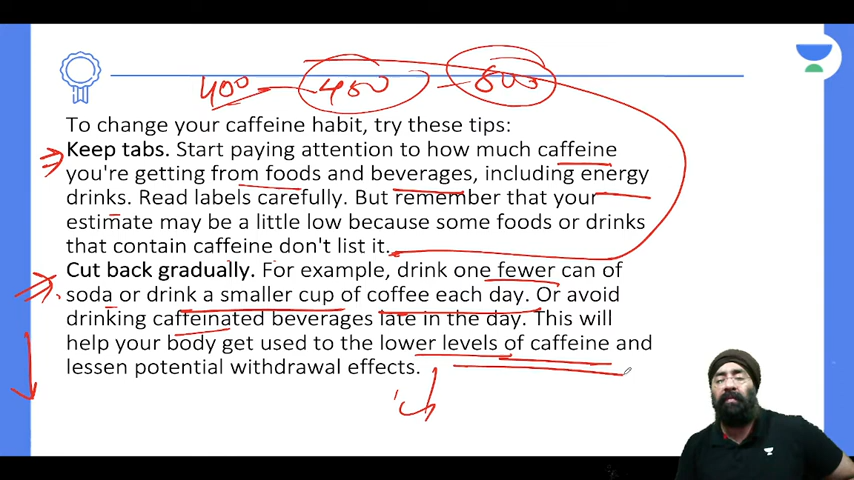 400 450 500
To change your caffeine habit, try these tips:
Keep tabs. Start paying attention to how much caffeine
you're getting from foods and beverages, including energy
drinks. Read labels carefully. But remember that your
estimate may be a little low because some foods or drinks
that contain caffeine don't list it.
Cut back gradually. For example, drink one fewer can of
soda or drink a smaller cup of coffee each day. Or avoid
drinking caffeinated beverages late in the day. This will
help your body get used to the lower levels of caffeine and
lessen potential withdrawal effects.